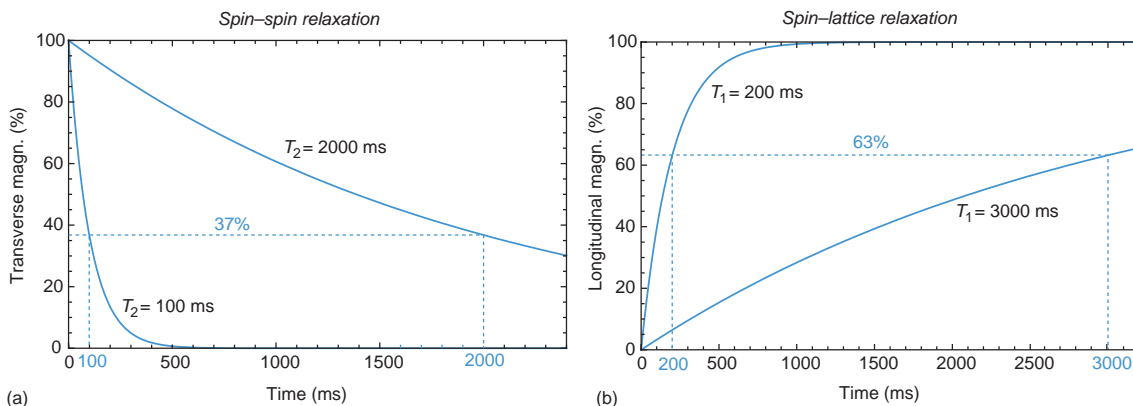 Spin–spin relaxation
Transverse magn. (%)
100
80
60
40
20
0
T2 = 2000 ms
37%
T2 = 100 ms
0
100
500
1000
1500
2000
Time (ms)
(a)
Spin–lattice relaxation
Longitudinal magn. (%)
100
80
60
40
20
0
T1 = 200 ms
63%
T1 = 3000 ms
0
200
500
1000
1500
2000
2500
3000
Time (ms)
(b)